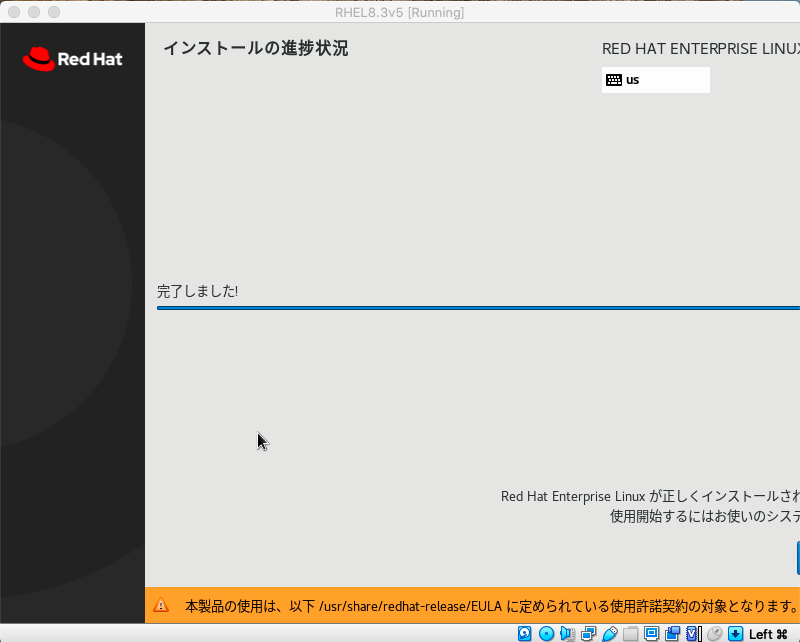 RHEL8.3v5 [Running]
Red Hat
インストールの進捗状況
RED HAT ENTERPRISE LINUX
us
完了しました!
Red Hat Enterprise Linux が正しくインストールされ
使用開始するにはお使いのシステ
本製品の使用は、以下 /usr/share/redhat-release/EULA に定められている使用許諾契約の対象となります。
Left ⌘